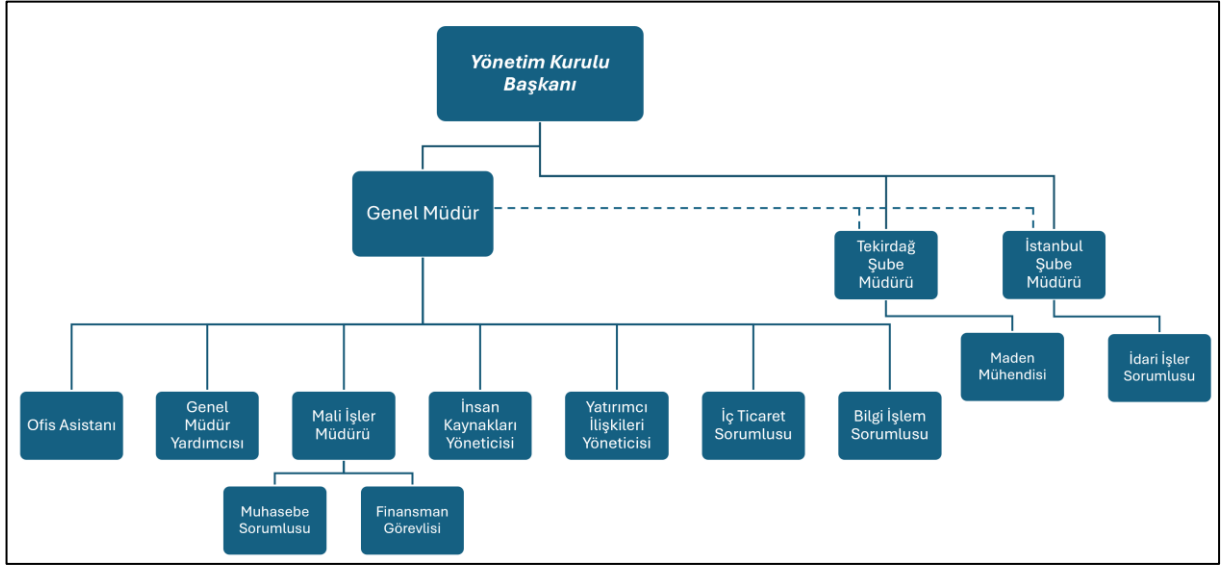 Yönetim Kurulu
Başkanı
Genel Müdür
Tekirdağ
Şube
Müdürü
İstanbul
Şube
Müdürü
Maden
Mühendisi
İdari İşler
Sorumlusu
Ofis Asistanı
Genel
Müdür
Yardımcısı
Mali İşler
Müdürü
İnsan
Kaynakları
Yöneticisi
Yatırımcı
İlişkileri
Yöneticisi
İç Ticaret
Sorumlusu
Bilgi İşlem
Sorumlusu
Muhasebe
Sorumlusu
Finansman
Görevlisi